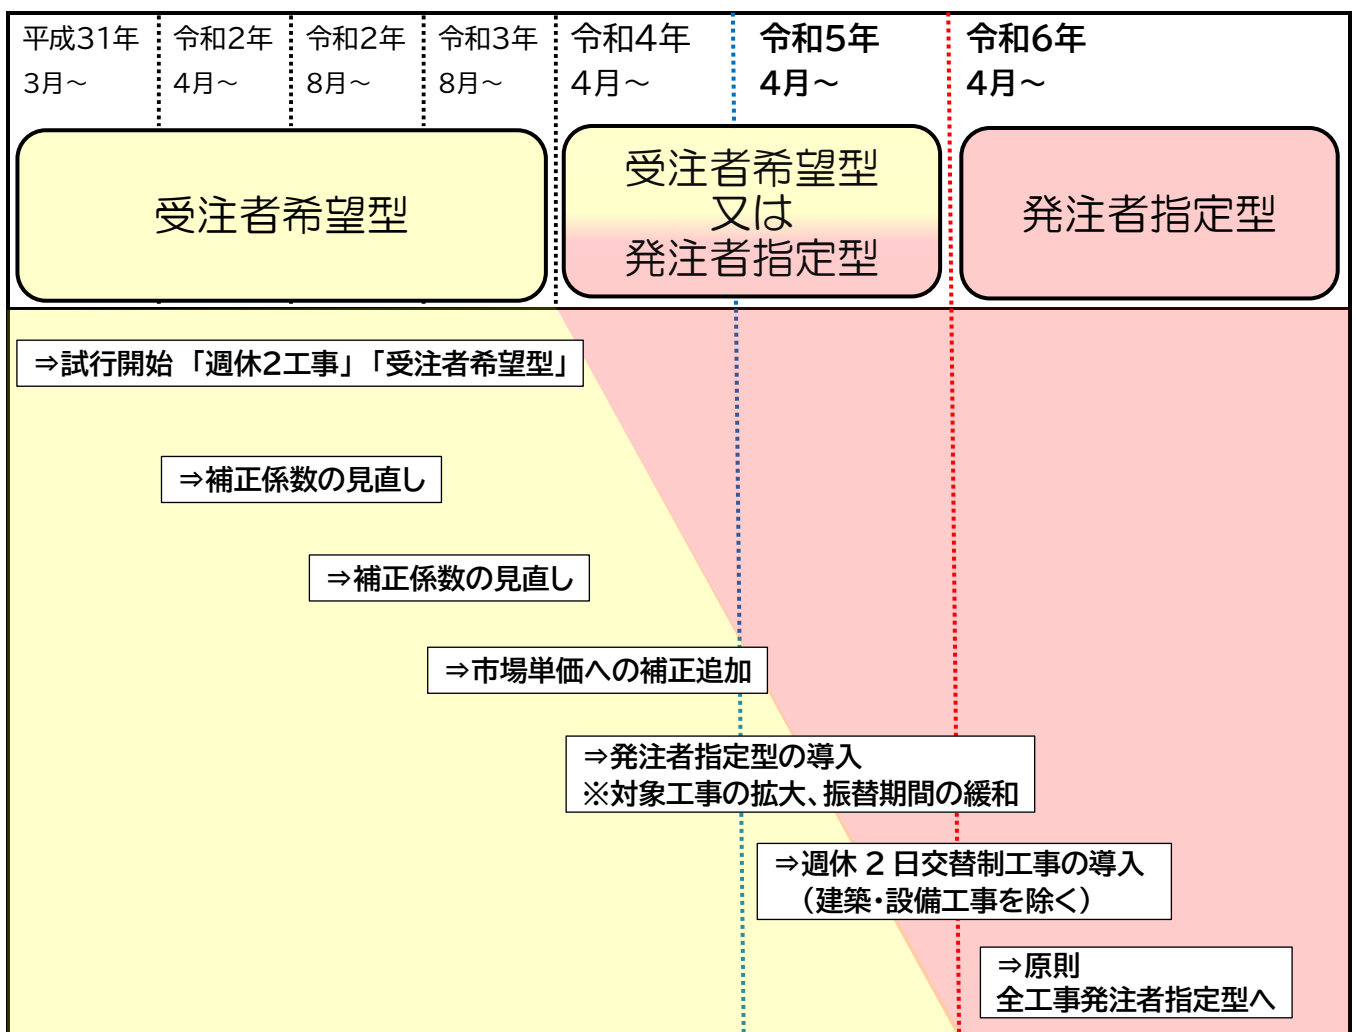 平成31年
3月～
令和2年
4月～
令和2年
8月～
令和3年
8月～
令和4年
4月～
令和5年
4月～
令和6年
4月～
受注者希望型
受注者希望型
又は
発注者指定型
発注者指定型
⇒試行開始「週休2工事」「受注者希望型」
⇒補正係数の見直し
⇒補正係数の見直し
⇒市場単価への補正追加
⇒発注者指定型の導入
※対象工事の拡大、振替期間の緩和
⇒週休2日交替制工事の導入
（建築・設備工事を除く）
⇒原則
全工事発注者指定型へ